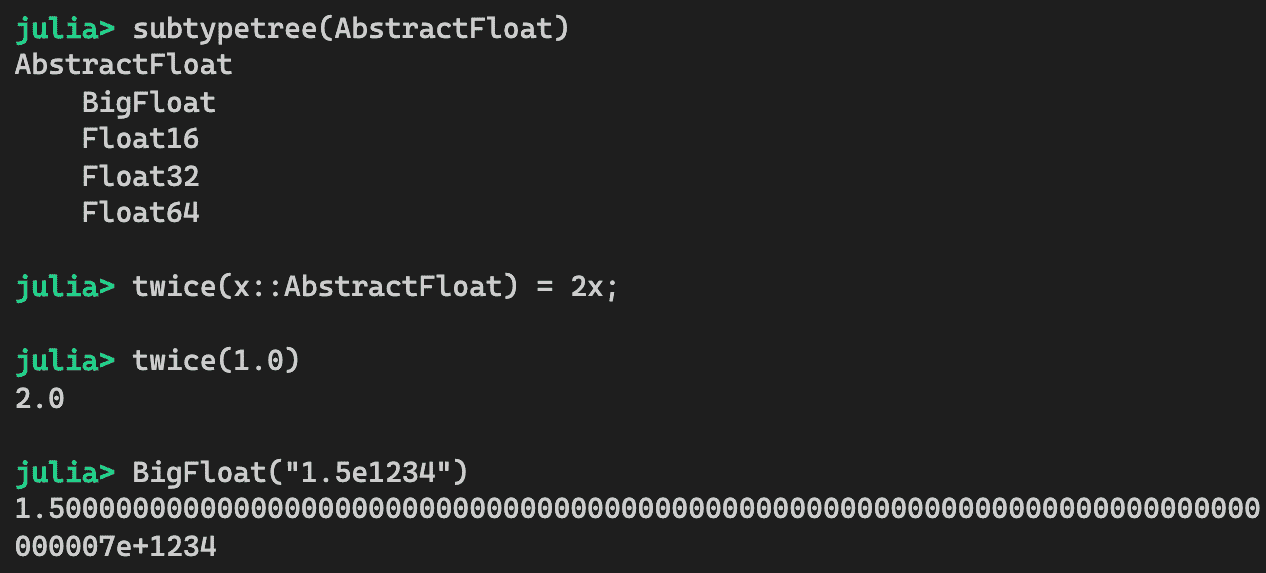 julia> subtypetree(AbstractFloat)
AbstractFloat
BigFloat
Float16
Float32
Float64
julia> twice(x::AbstractFloat) = 2x;
julia> twice(1.0)
2.0
julia> BigFloat("1.5e1234")
1.500000000000000000000000000000000000000000000000000000000000000000000000
000007e+1234